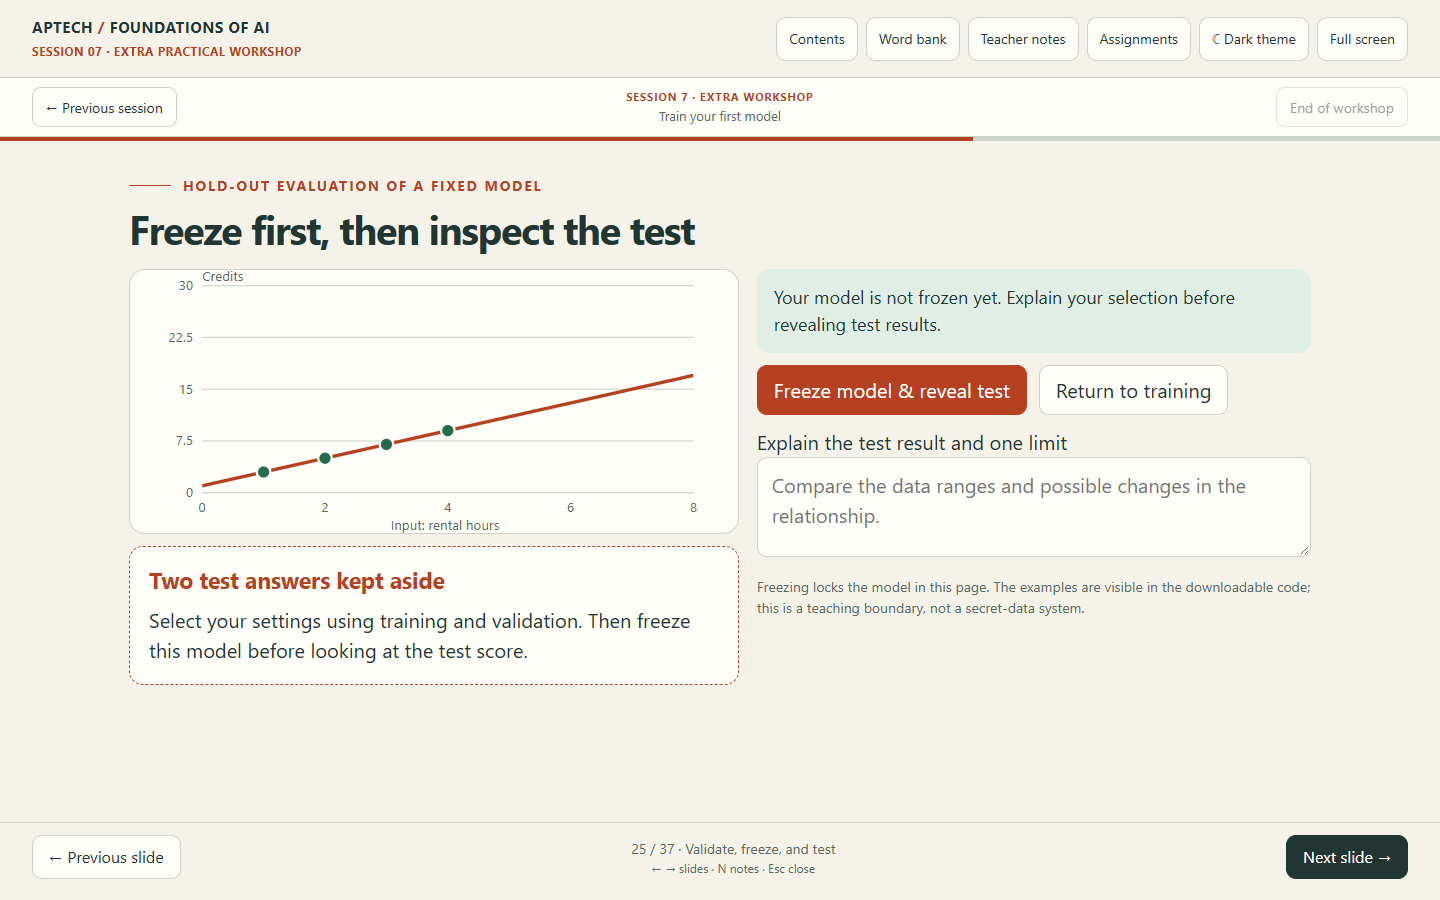 APTECH / FOUNDATIONS OF AI
SESSION 07 · EXTRA PRACTICAL WORKSHOP
Contents
Word bank
Teacher notes
Assignments
☾ Dark theme
Full screen
← Previous session
SESSION 7 · EXTRA WORKSHOP
Train your first model
End of workshop
HOLD-OUT EVALUATION OF A FIXED MODEL
Freeze first, then inspect the test
Credits
30
22.5
15
7.5
0
0 2 4 6 8
Input: rental hours
Two test answers kept aside
Select your settings using training and validation. Then freeze
this model before looking at the test score.
Your model is not frozen yet. Explain your selection before
revealing test results.
Freeze model & reveal test
Return to training
Explain the test result and one limit
Compare the data ranges and possible changes in the
relationship.
Freezing locks the model in this page. The examples are visible in the downloadable code;
this is a teaching boundary, not a secret-data system.
← Previous slide
25 / 37 · Validate, freeze, and test
← → slides · N notes · Esc close
Next slide →